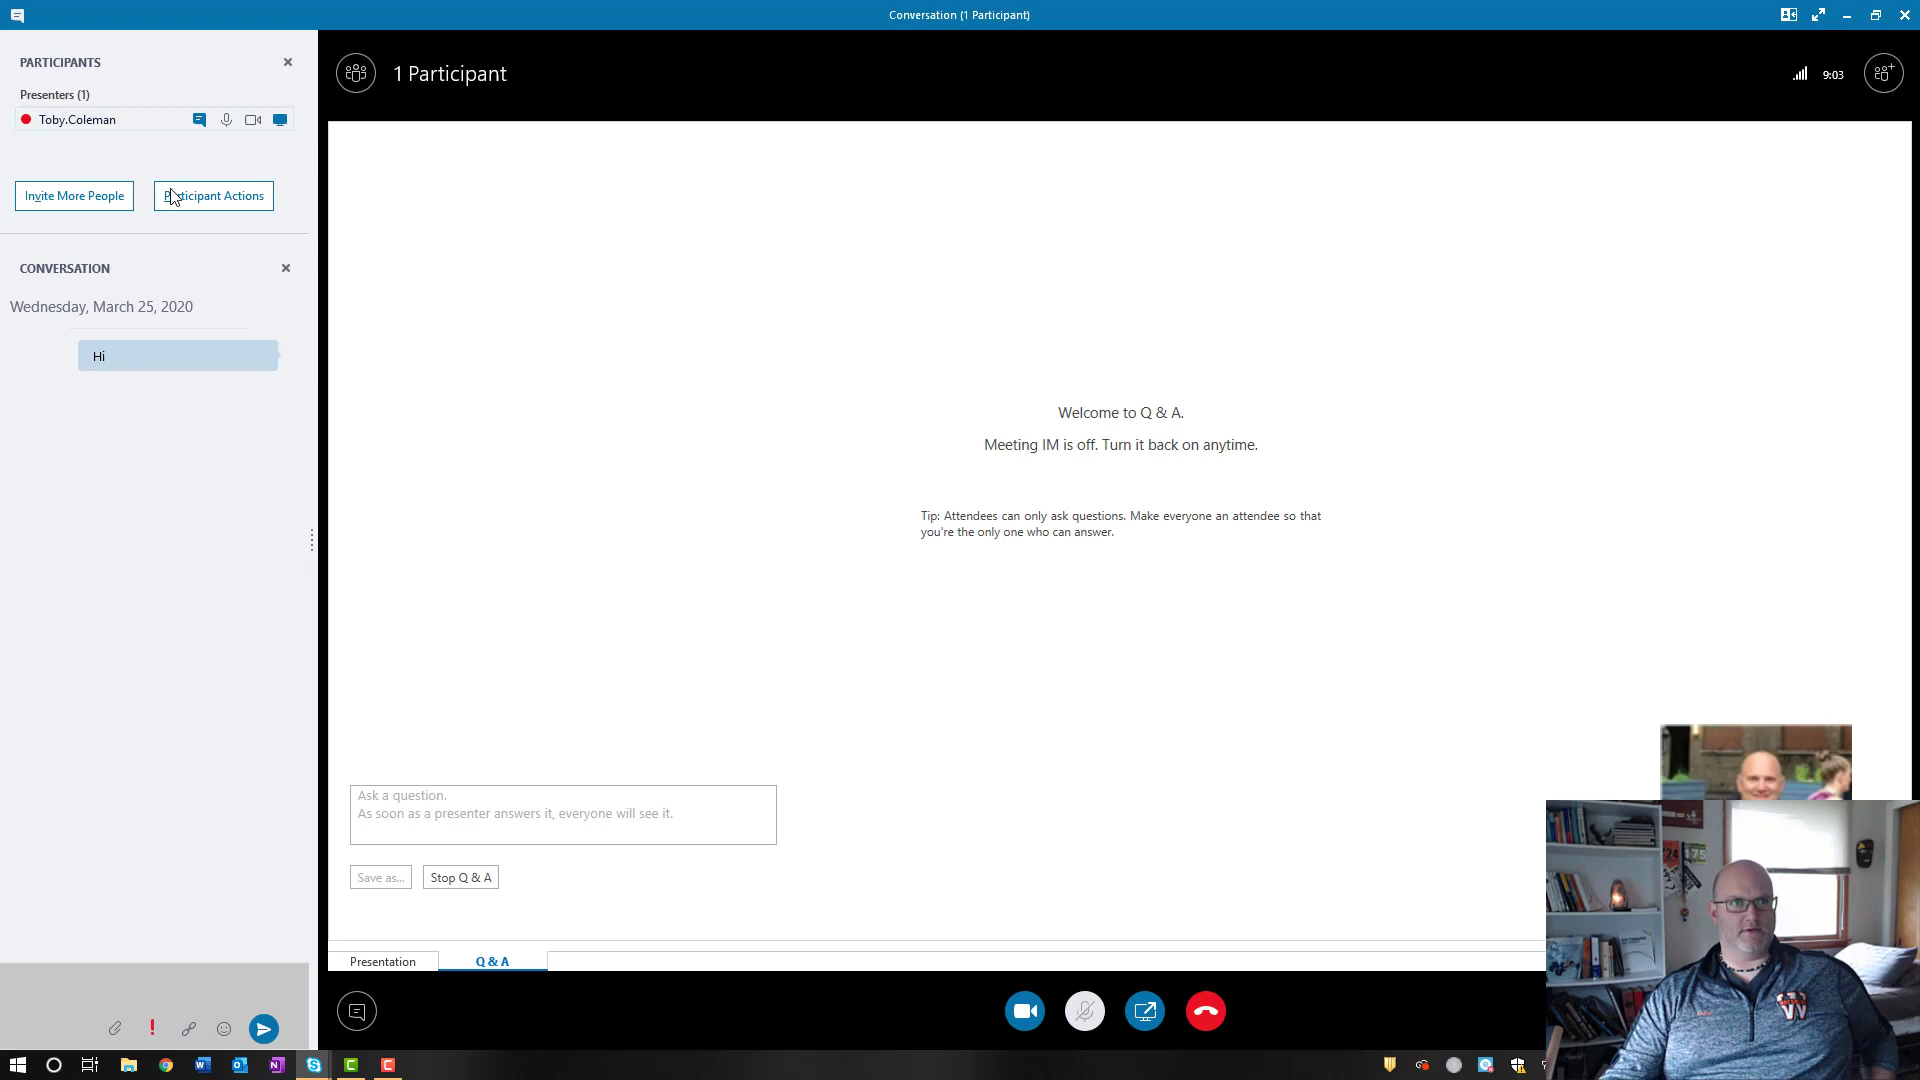 Conversation (1 Participant)
PARTICIPANTS
Presenters (1)
Toby.Coleman
Invite More People
Participant Actions
CONVERSATION
Wednesday, March 25, 2020
Hi
1 Participant
9:03
Welcome to Q & A.
Meeting IM is off. Turn it back on anytime.
Tip: Attendees can only ask questions. Make everyone an attendee so that
you're the only one who can answer.
Ask a question.
As soon as a presenter answers it, everyone will see it.
Save as...
Stop Q & A
Presentation
Q & A